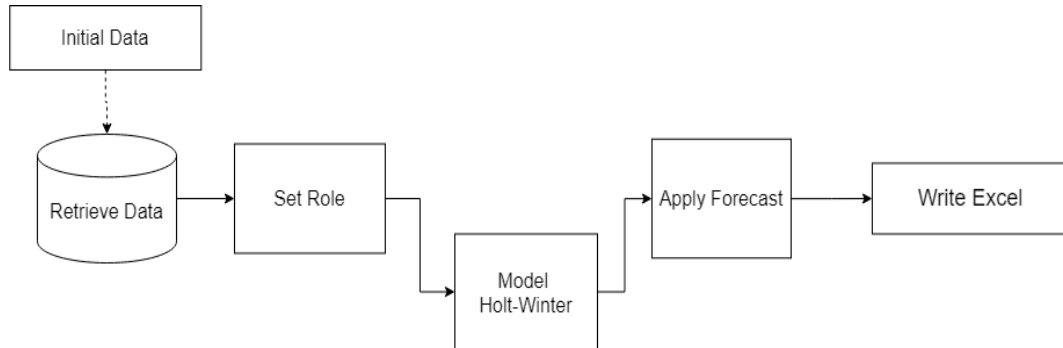 Initial Data
Retrieve Data
Set Role
Model
Holt-Winter
Apply Forecast
Write Excel